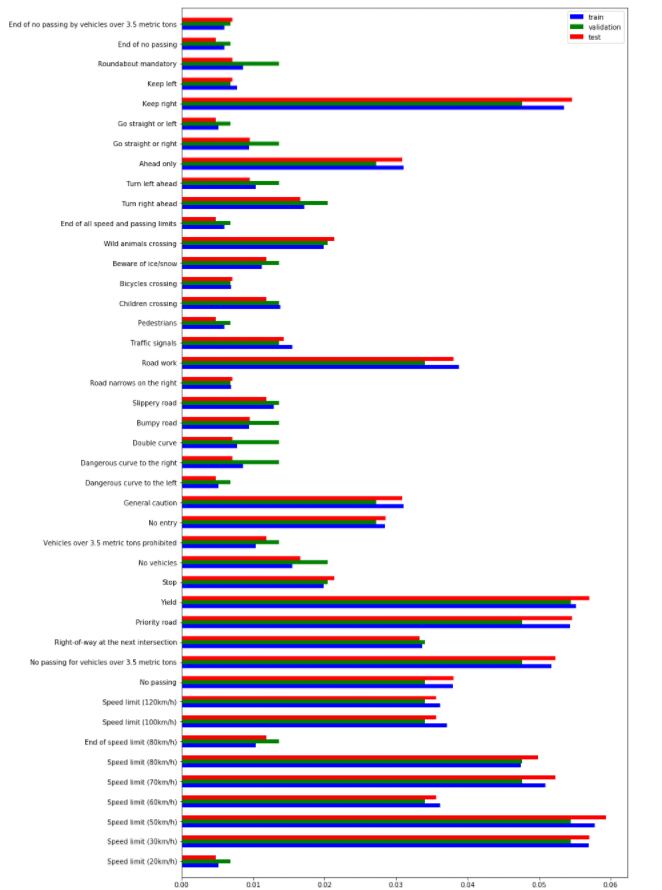 End of no passing by vehicles over 3.5 metric tons
End of no passing
Roundabout mandatory
Keep left
Keep right
Go straight or left
Go straight or right
Ahead only
Turn left ahead
Turn right ahead
End of all speed and passing limits
Wild animals crossing
Beware of ice/snow
Bicycles crossing
Children crossing
Pedestrians
Traffic signals
Road work
Road narrows on the right
Slippery road
Bumpy road
Double curve
Dangerous curve to the right
Dangerous curve to the left
General caution
No entry
Vehicles over 3.5 metric tons prohibited
No vehicles
Stop
Yield
Priority road
Right-of-way at the next intersection
No passing for vehicles over 3.5 metric tons
No passing
Speed limit (120km/h)
Speed limit (100km/h)
End of speed limit (80km/h)
Speed limit (80km/h)
Speed limit (70km/h)
Speed limit (60km/h)
Speed limit (50km/h)
Speed limit (30km/h)
Speed limit (20km/h)
0.00 0.01 0.02 0.03 0.04 0.05 0.06
train
validation
test